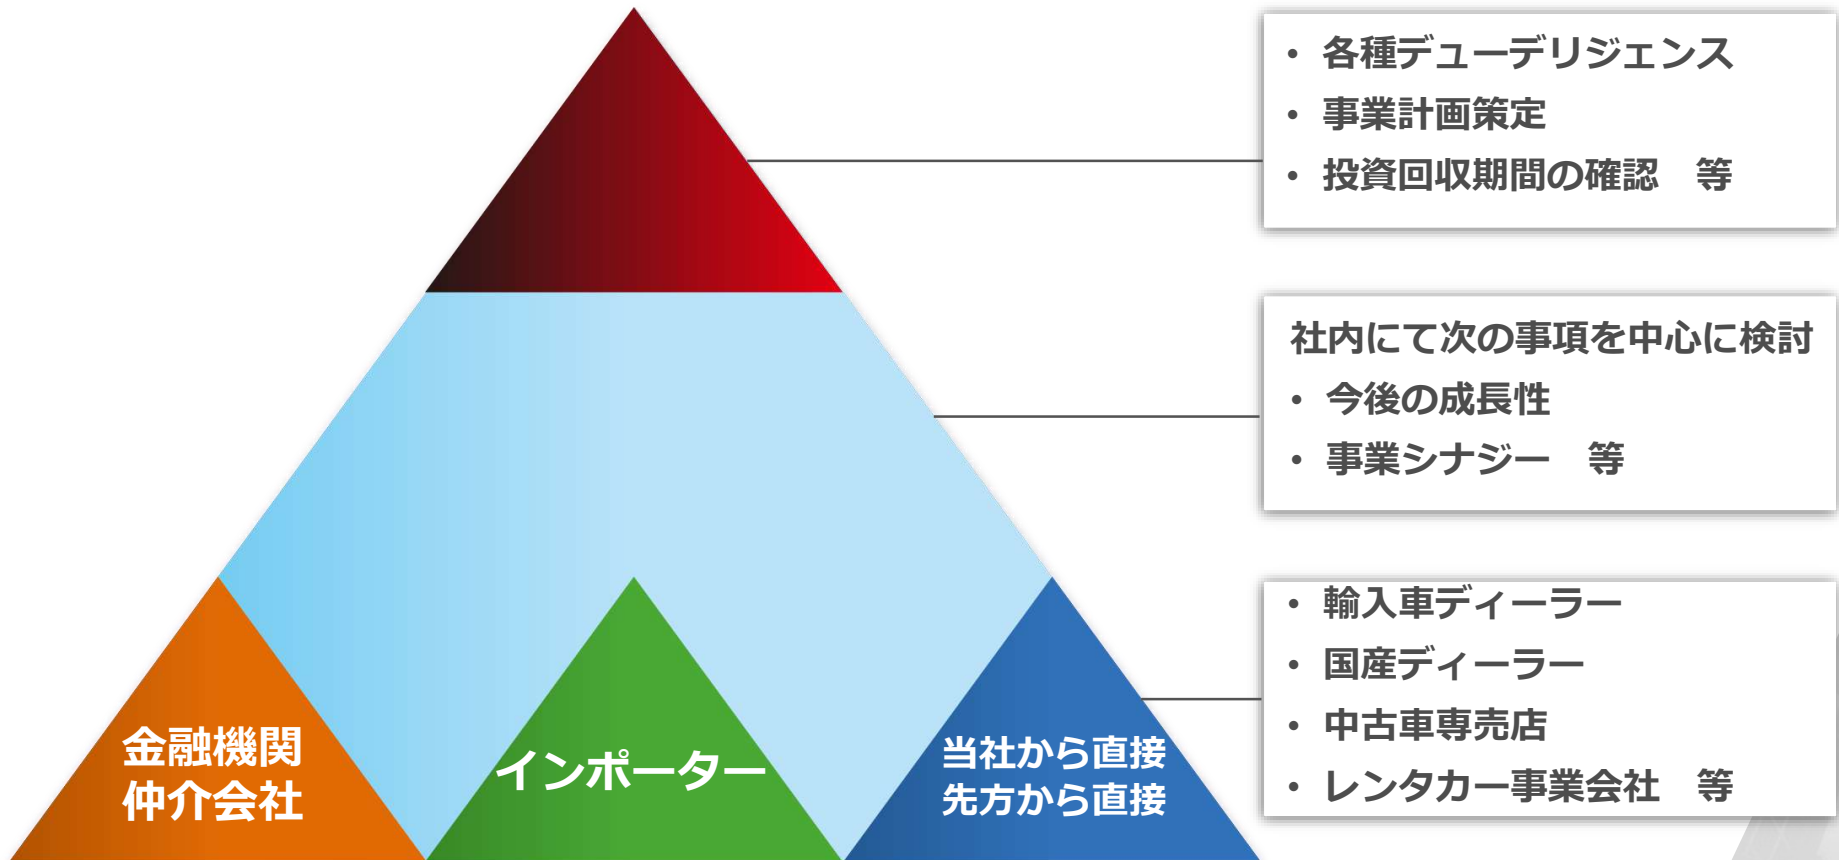 • 各種デューデリジェンス
• 事業計画策定
• 投資回収期間の確認　等
社内にて次の事項を中心に検討
• 今後の成長性
• 事業シナジー　等
• 輸入車ディーラー
• 国産ディーラー
• 中古車専売店
• レンタカー事業会社　等
金融機関
仲介会社
インポーター
当社から直接
先方から直接